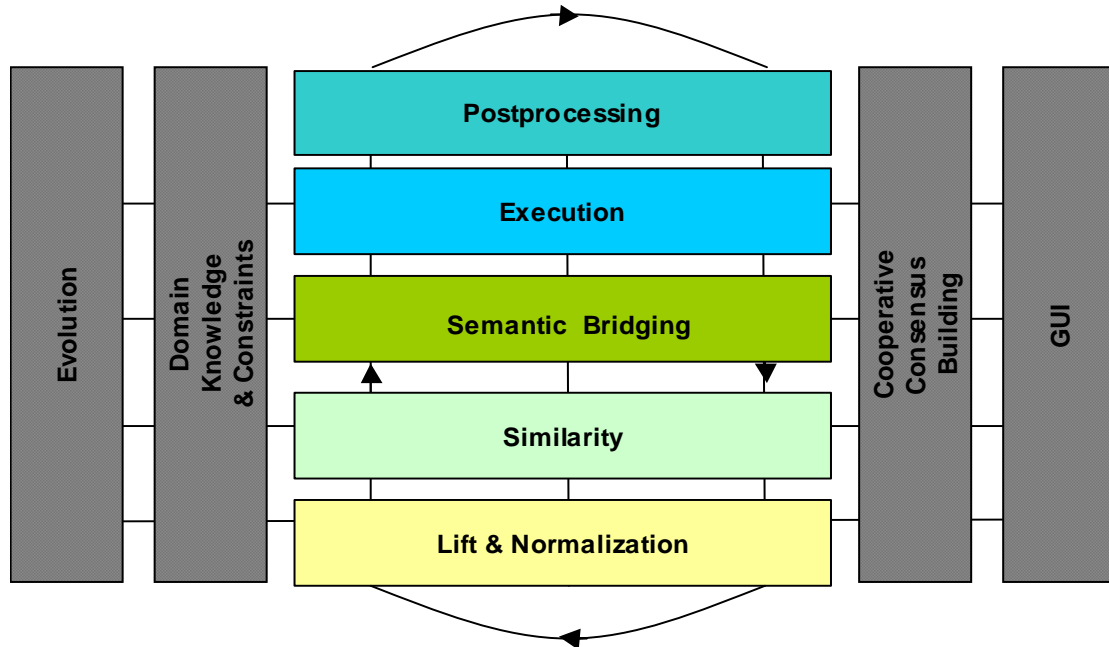 Postprocessing
Execution
Semantic Bridging
Similarity
Lift & Normalization
Evolution
Domain
Knowledge
& Constraints
Cooperative
Consensus
Building
GUI